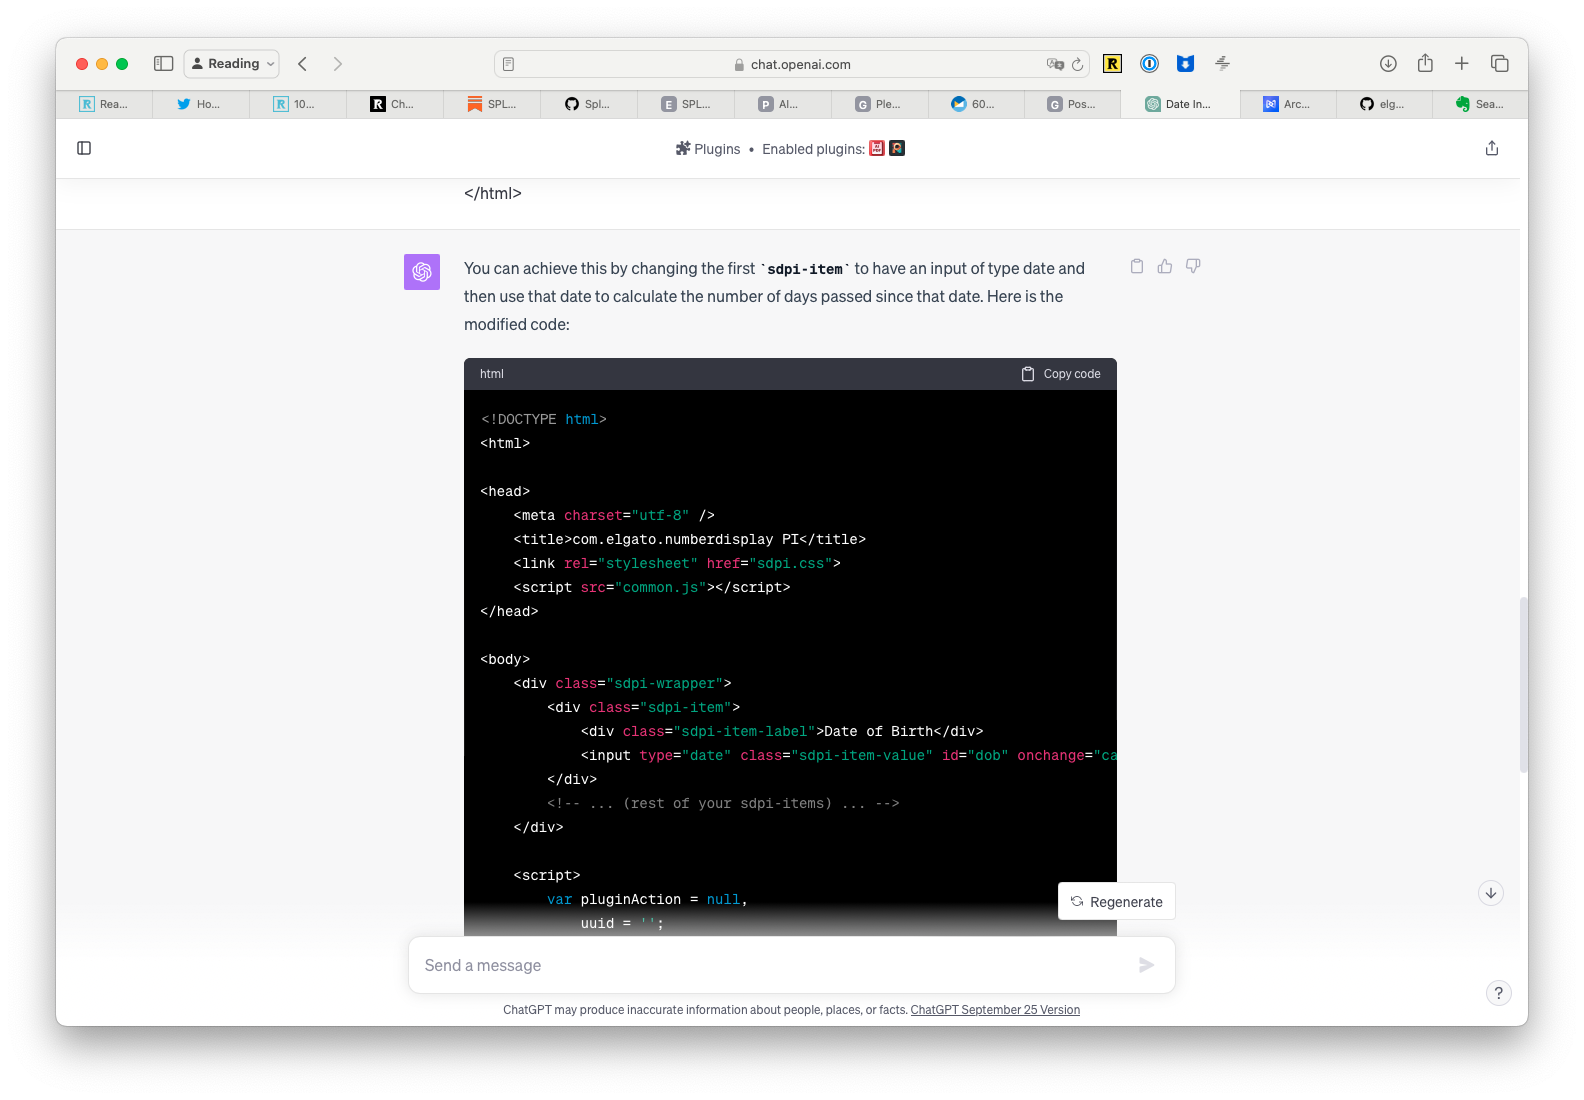 Reading
chat.openai.com
Rea...
Ho...
10...
Ch...
SPL...
Spl...
SPL...
AI...
Ple...
60...
Pos...
Date In...
Arc...
elg...
Sea...
Plugins • Enabled plugins:
</html>
You can achieve this by changing the first `sdpi-item` to have an input of type date and
then use that date to calculate the number of days passed since that date. Here is the
modified code:
html
Copy code
<!DOCTYPE html>
<html>
<head>
<meta charset="utf-8" />
<title>com.elgato.numberdisplay PI</title>
<link rel="stylesheet" href="sdpi.css">
<script src="common.js"></script>
</head>
<body>
<div class="sdpi-wrapper">
<div class="sdpi-item">
<div class="sdpi-item-label">Date of Birth</div>
<input type="date" class="sdpi-item-value" id="dob" onchange="ca
</div>
<!-- ... (rest of your sdpi-items) ... -->
</div>
<script>
var pluginAction = null,
uuid = '';
Regenerate
Send a message
?
ChatGPT may produce inaccurate information about people, places, or facts. ChatGPT September 25 Version